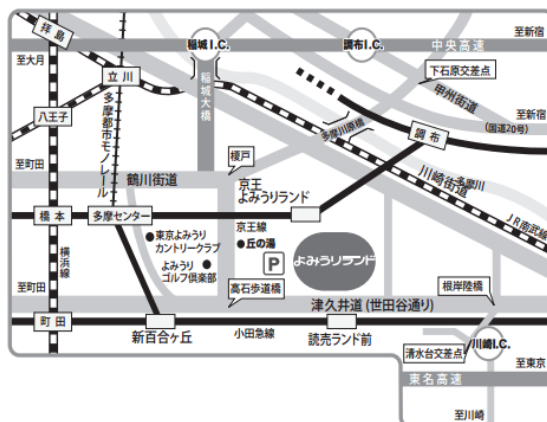 拝島
稲城I.C.
調布I.C.
中央高速
至新宿
至大月
立川
下石原交差点
甲州街道
至新宿
(国道20号)
八王子
多摩都市モノレール
稲城大橋
多摩川原橋
調布
榎戸
川崎街道
多摩川
JR南武線
至町田
鶴川街道
京王
よみうりランド
橋本
多摩センター
京王線
丘の湯
東京よみうり
カントリークラブ
よみうり
ゴルフ倶楽部
P
よみうりランド
横浜線
至町田
高石歩道橋
津久井道(世田谷通り)
根岸陸橋
町田
新百合ヶ丘
小田急線
読売ランド前
清水台交差点
川崎I.C.
至東京
東名高速
至川崎